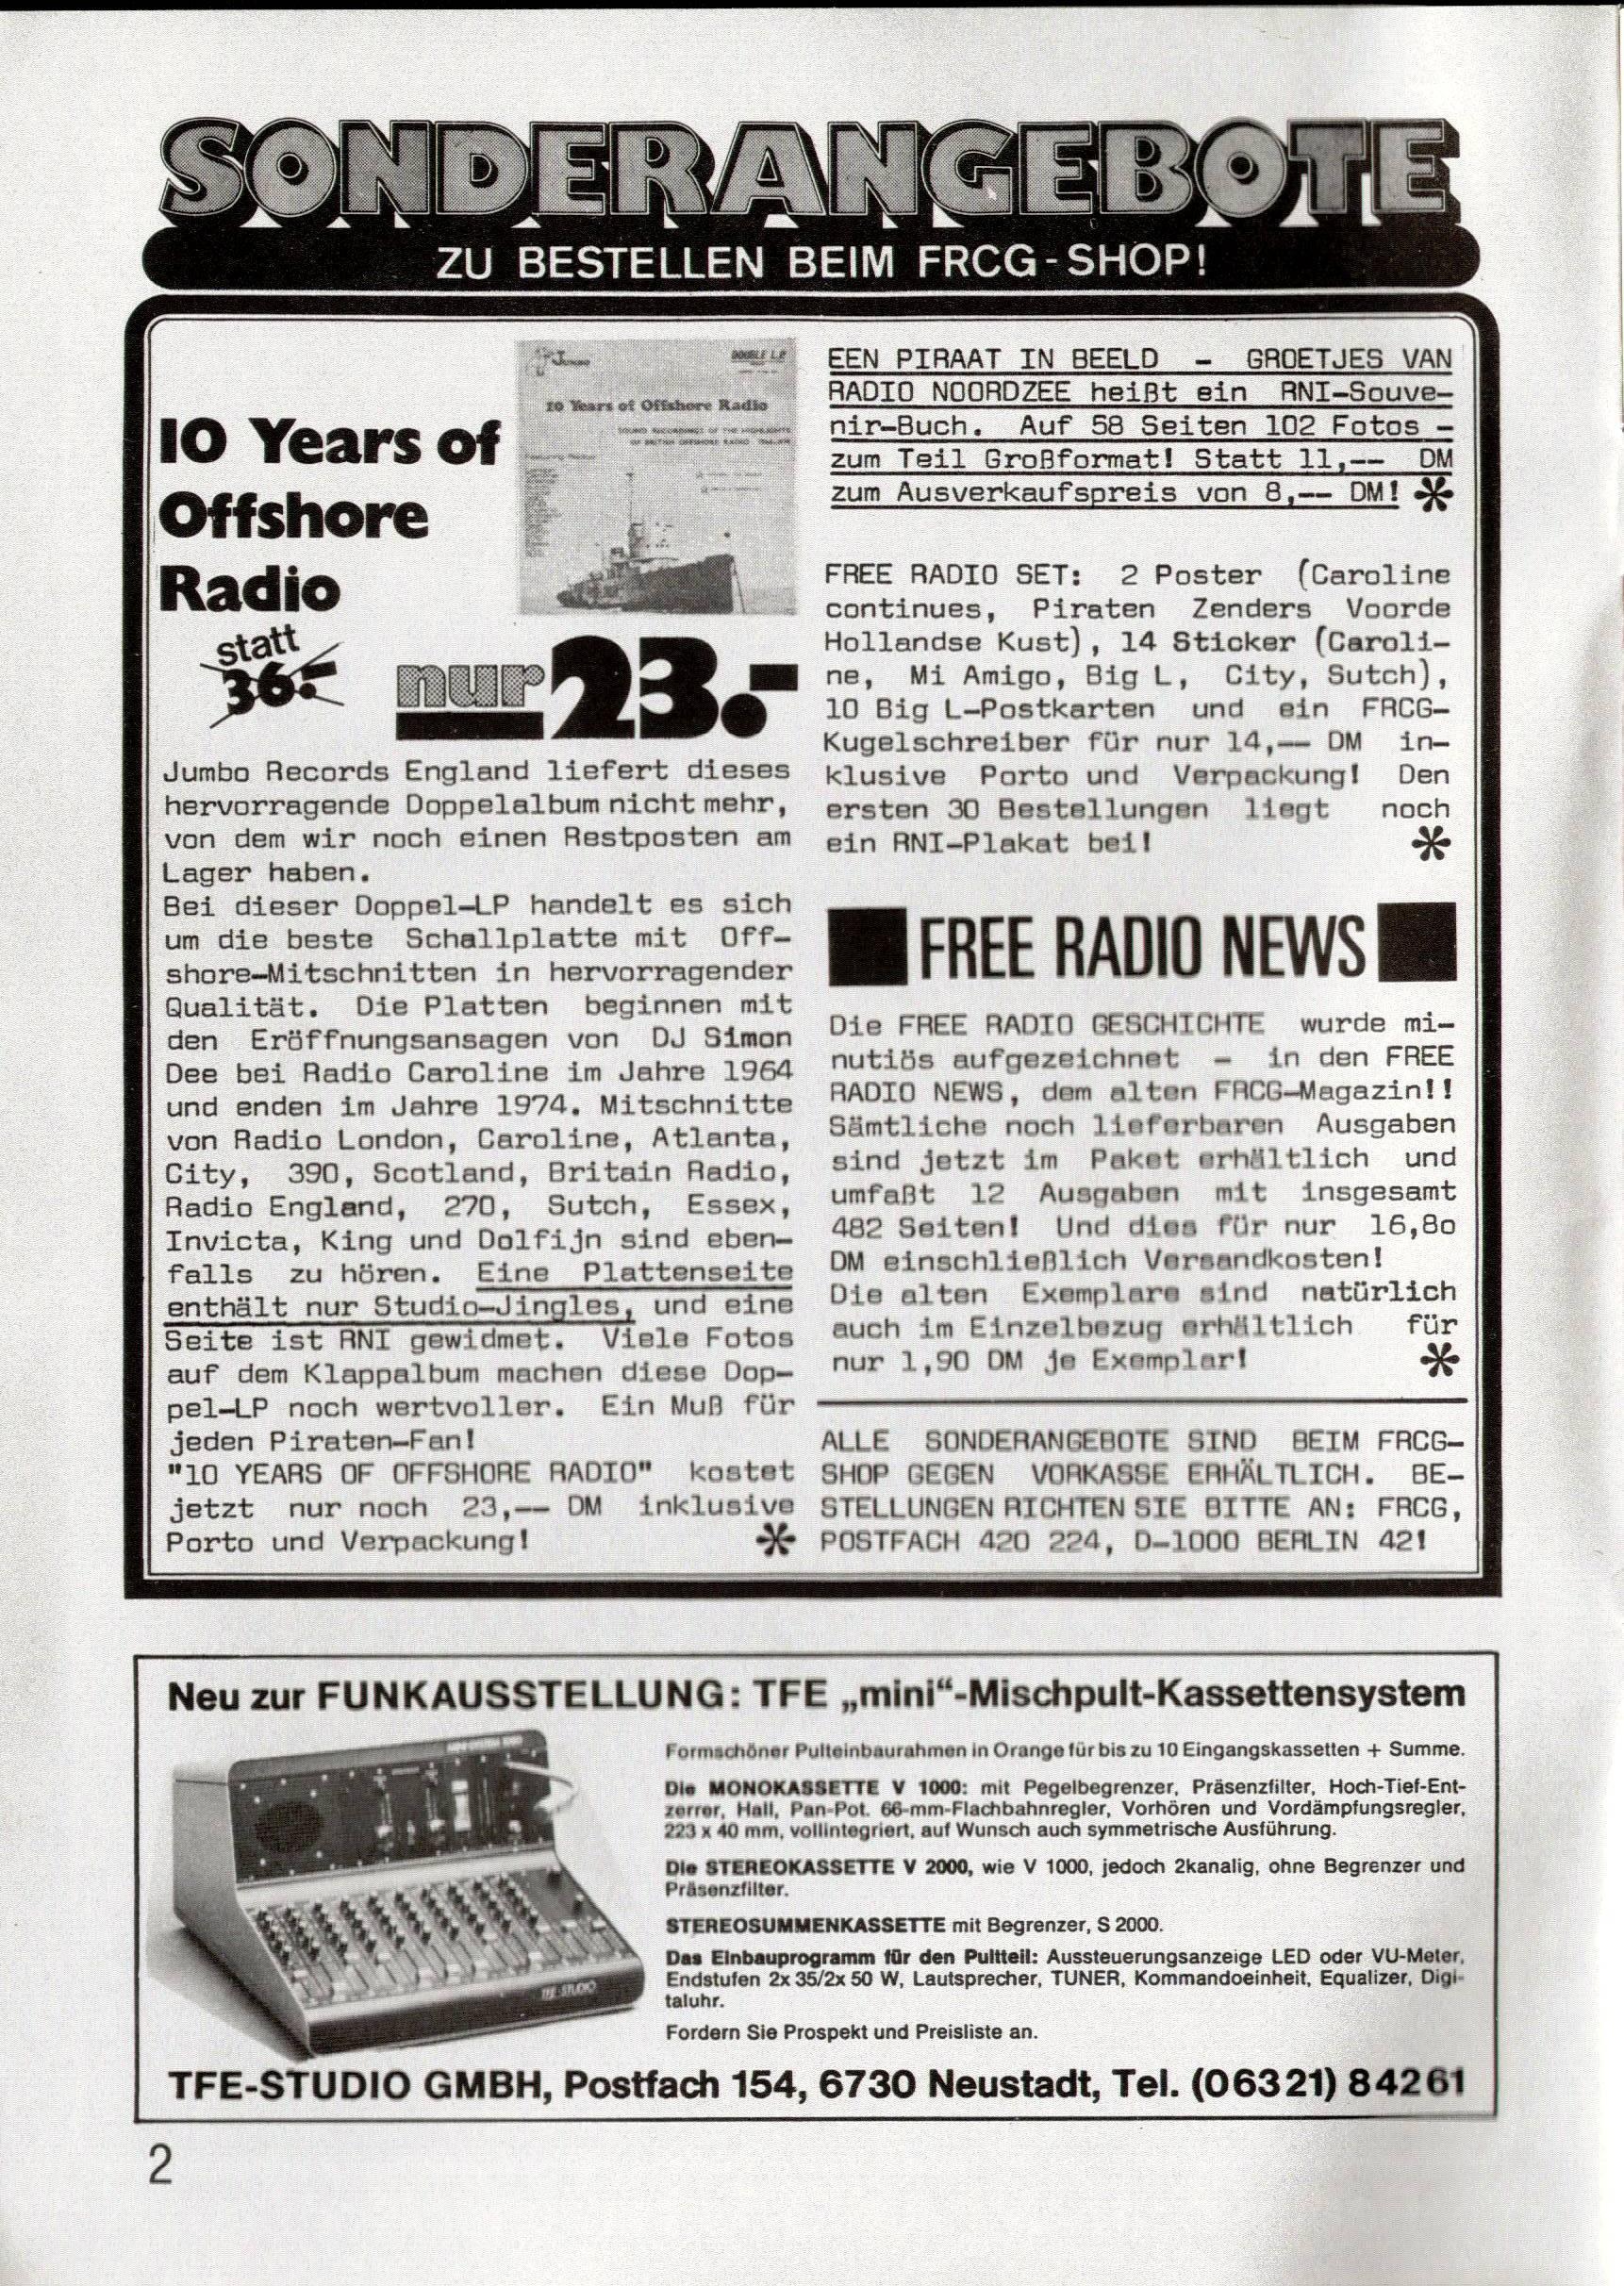 SONDERANGEBOTE
ZU BESTELLEN BEIM FRCG-SHOP!
10 Years of
Offshore
Radio
Jumbo
DOUBLE L.P.
10 Years of Offshore Radio
SOUND RECORDINGS OF THE HIGHLIGHTS
OF BRITISH OFFSHORE RADIO
statt
36.-
nur 23.-
Jumbo Records England liefert dieses
hervorragende Doppelalbum nicht mehr,
von dem wir noch einen Restposten am
Lager haben.
Bei dieser Doppel-LP handelt es sich
um die beste Schallplatte mit Off-
shore-Mitschnitten in hervorragender
Qualität. Die Platten beginnen mit
den Eröffnungsansagen von DJ Simon
Dee bei Radio Caroline im Jahre 1964
und enden im Jahre 1974. Mitschnitte
von Radio London, Caroline, Atlanta,
City, 390, Scotland, Britain Radio,
Radio England, 270, Sutch, Essex,
Invicta, King und Dolfijn sind eben-
falls zu hören. Eine Plattenseite
enthält nur Studio-Jingles, und eine
Seite ist RNI gewidmet. Viele Fotos
auf dem Klappalbum machen diese Dop-
pel-LP noch wertvoller. Ein Muß für
jeden Piraten-Fan!
"10 YEARS OF OFFSHORE RADIO" kostet
jetzt nur noch 23,-- DM inklusive
Porto und Verpackung! *
EEN PIRAAT IN BEELD - GROETJES VAN
RADIO NOORDZEE heißt ein RNI-Souve-
nir-Buch. Auf 58 Seiten 102 Fotos -
zum Teil Großformat! Statt 11,-- DM
zum Ausverkaufspreis von 8,-- DM! *
FREE RADIO SET: 2 Poster (Caroline
continues, Piraten Zenders Voorde
Hollandse Kust), 14 Sticker (Caroli-
ne, Mi Amigo, Big L, City, Sutch),
10 Big L-Postkarten und ein FRCG-
Kugelschreiber für nur 14,-- DM in-
klusive Porto und Verpackung! Den
ersten 30 Bestellungen liegt noch
ein RNI-Plakat bei! *
FREE RADIO NEWS
Die FREE RADIO GESCHICHTE wurde mi-
nutiös aufgezeichnet - in den FREE
RADIO NEWS, dem alten FRCG-Magazin!!
Sämtliche noch lieferbaren Ausgaben
sind jetzt im Paket erhältlich und
umfaßt 12 Ausgaben mit insgesamt
482 Seiten! Und dies für nur 16,80
DM einschließlich Versandkosten!
Die alten Exemplare sind natürlich
auch im Einzelbezug erhältlich für
nur 1,90 DM je Exemplar! *
ALLE SONDERANGEBOTE SIND BEIM FRCG-
SHOP GEGEN VORKASSE ERHÄLTLICH. BE-
STELLUNGEN RICHTEN SIE BITTE AN: FRCG,
POSTFACH 420 224, D-1000 BERLIN 42!
Neu zur FUNKAUSSTELLUNG: TFE „mini“-Mischpult-Kassettensystem
Formschöner Pulteinbaurahmen in Orange für bis zu 10 Eingangskassetten + Summe.
Die MONOKASSETTE V 1000: mit Pegelbegrenzer, Präsenzfilter, Hoch-Tief-Ent-
zerrer, Hall, Pan-Pot. 66-mm-Flachbahnregler, Vorhören und Vordämpfungsregler,
223 x 40 mm, vollintegriert, auf Wunsch auch symmetrische Ausführung.
Die STEREOKASSETTE V 2000, wie V 1000, jedoch 2kanalig, ohne Begrenzer und
Präsenzfilter.
STEREOSUMMENKASSETTE mit Begrenzer, S 2000.
Das Einbauprogramm für den Pultteil: Aussteuerungsanzeige LED oder VU-Meter,
Endstufen 2x35/2x50 W, Lautsprecher, TUNER, Kommandoeinheit, Equalizer, Digi-
taluhr.
Fordern Sie Prospekt und Preisliste an.
TFE-STUDIO
TFE-STUDIO GMBH, Postfach 154, 6730 Neustadt, Tel. (06321) 84261
2